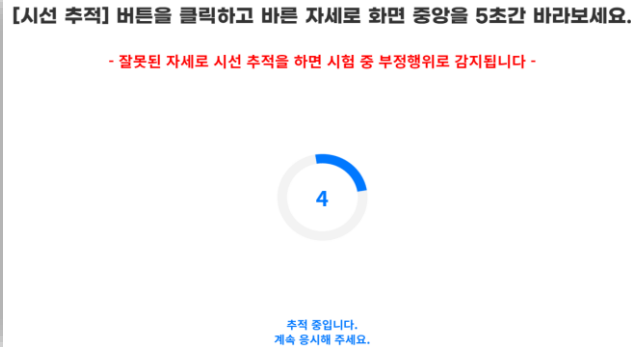 [시선 추적] 버튼을 클릭하고 바른 자세로 화면 중앙을 5초간 바라보세요.
- 잘못된 자세로 시선 추적을 하면 시험 중 부정행위로 감지됩니다 -
4
추적 중입니다.
계속 응시해 주세요.